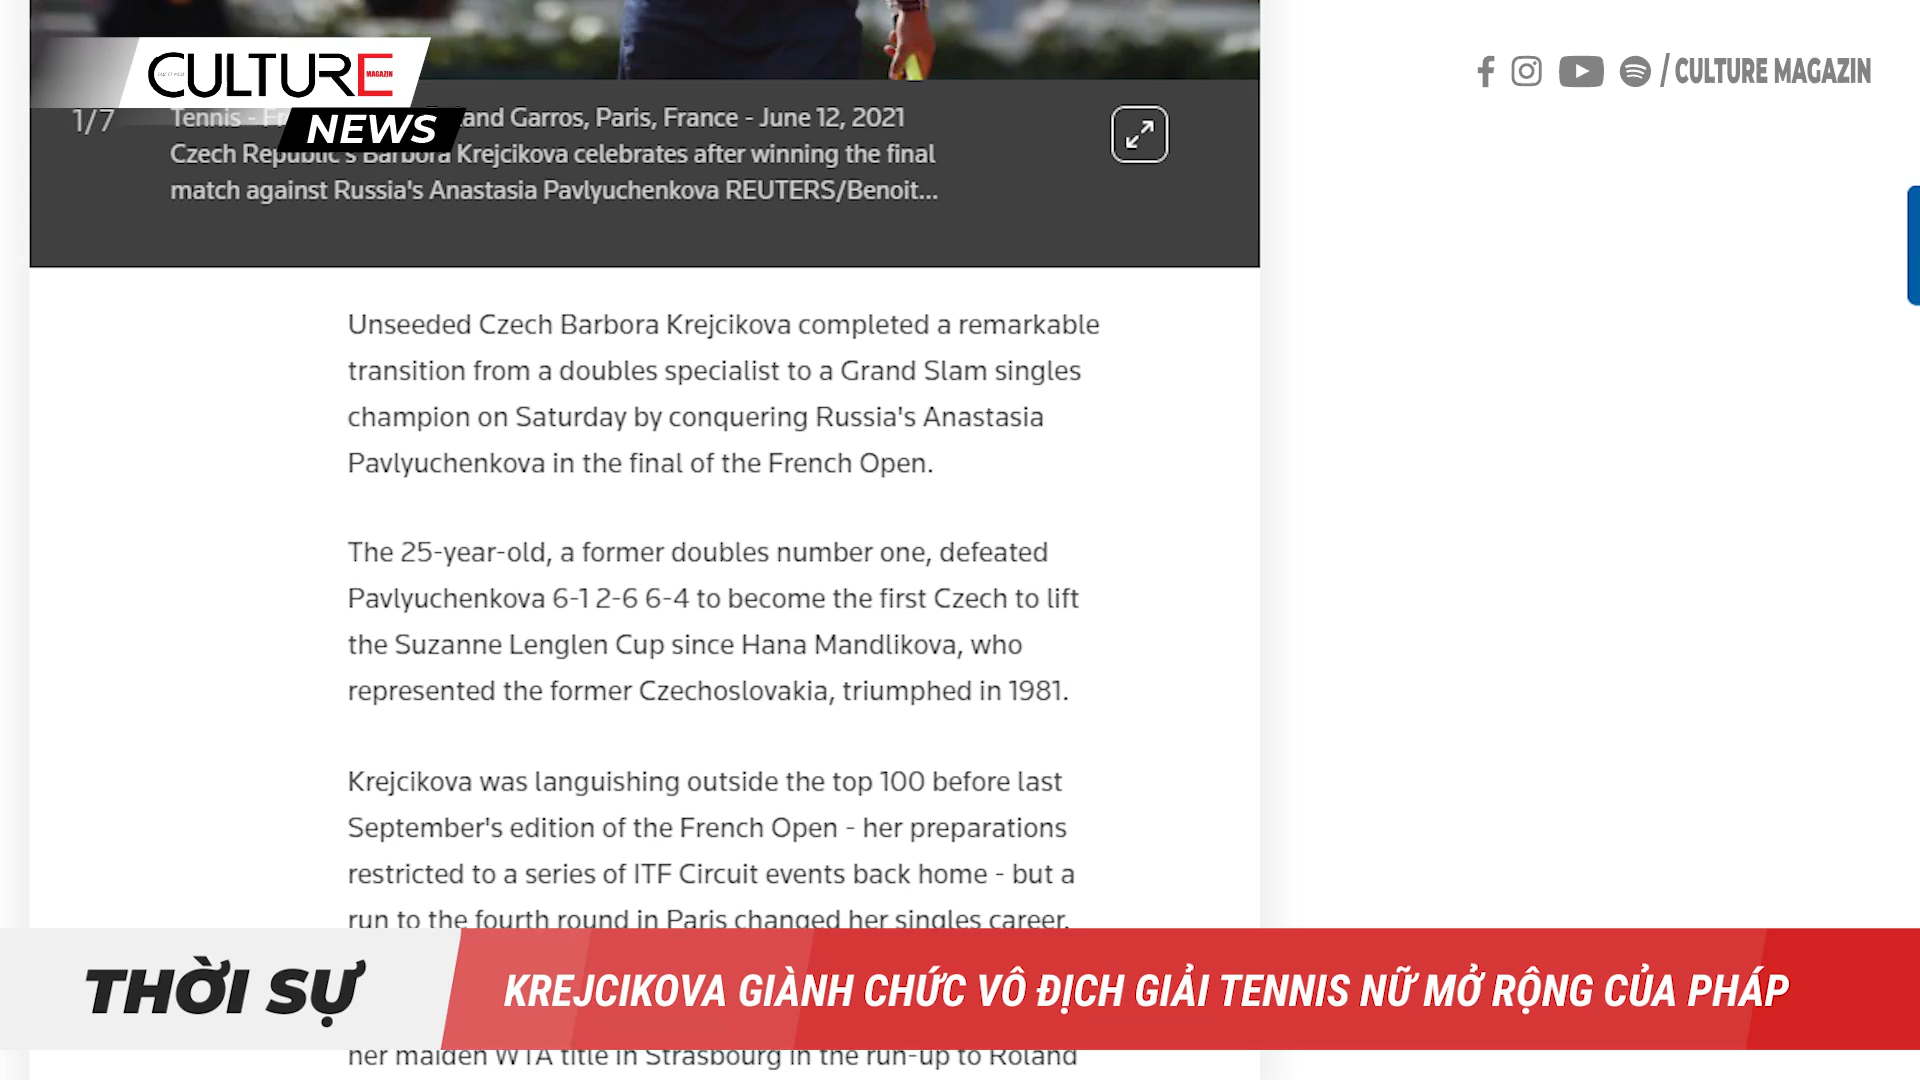 CULTURE
MAGAZIN
NEWS
/ CULTURE MAGAZIN
1/7
Tennis - and Garros, Paris, France - June 12, 2021
Czech Republic's Barbora Krejcikova celebrates after winning the final
match against Russia's Anastasia Pavlyuchenkova REUTERS/Benoit...
Unseeded Czech Barbora Krejcikova completed a remarkable
transition from a doubles specialist to a Grand Slam singles
champion on Saturday by conquering Russia's Anastasia
Pavlyuchenkova in the final of the French Open.
The 25-year-old, a former doubles number one, defeated
Pavlyuchenkova 6-1 2-6 6-4 to become the first Czech to lift
the Suzanne Lenglen Cup since Hana Mandlikova, who
represented the former Czechoslovakia, triumphed in 1981.
Krejcikova was languishing outside the top 100 before last
September's edition of the French Open - her preparations
restricted to a series of ITF Circuit events back home - but a
run to the fourth round in Paris changed her singles career.
THỜI SỰ
KREJCIKOVA GIÀNH CHỨC VÔ ĐỊCH GIẢI TENNIS NỮ MỞ RỘNG CỦA PHÁP
her maiden WTA title in Strasbourg in the run-up to Roland